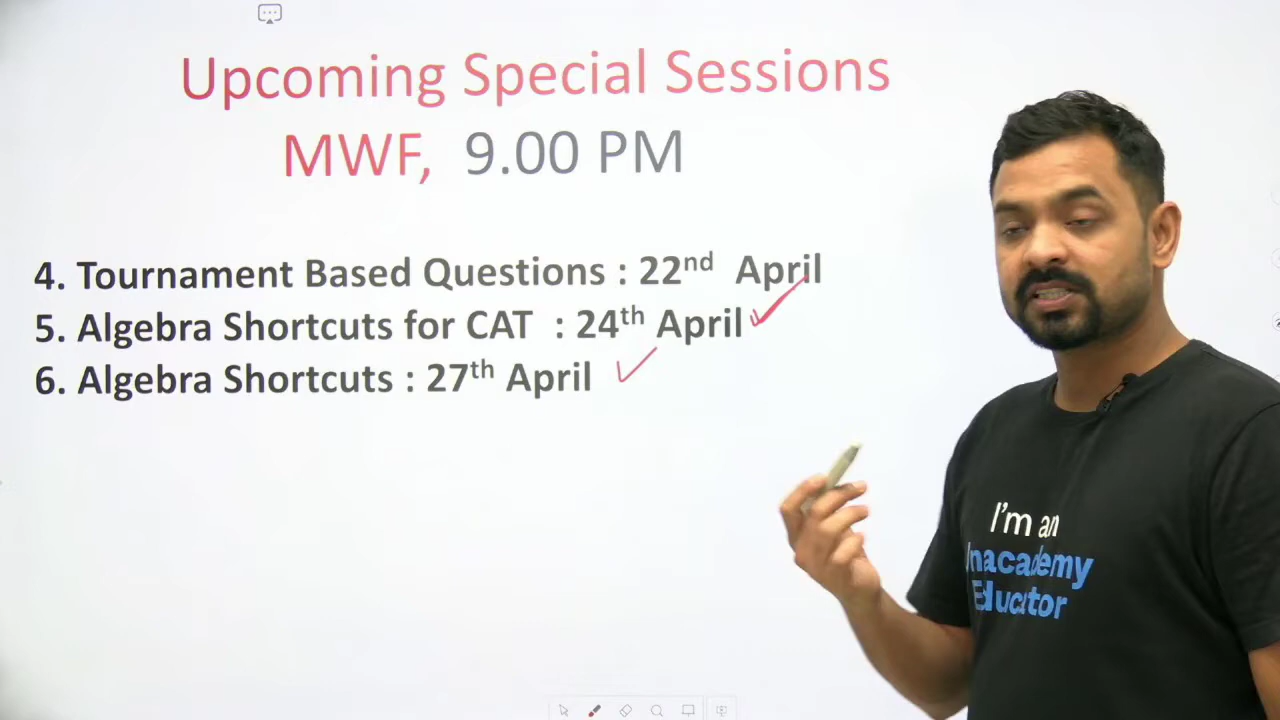 Upcoming Special Sessions
MWF, 9.00 PM
4. Tournament Based Questions : 22nd April
5. Algebra Shortcuts for CAT : 24th April
6. Algebra Shortcuts : 27th April
I'm an
Unacademy
Educator